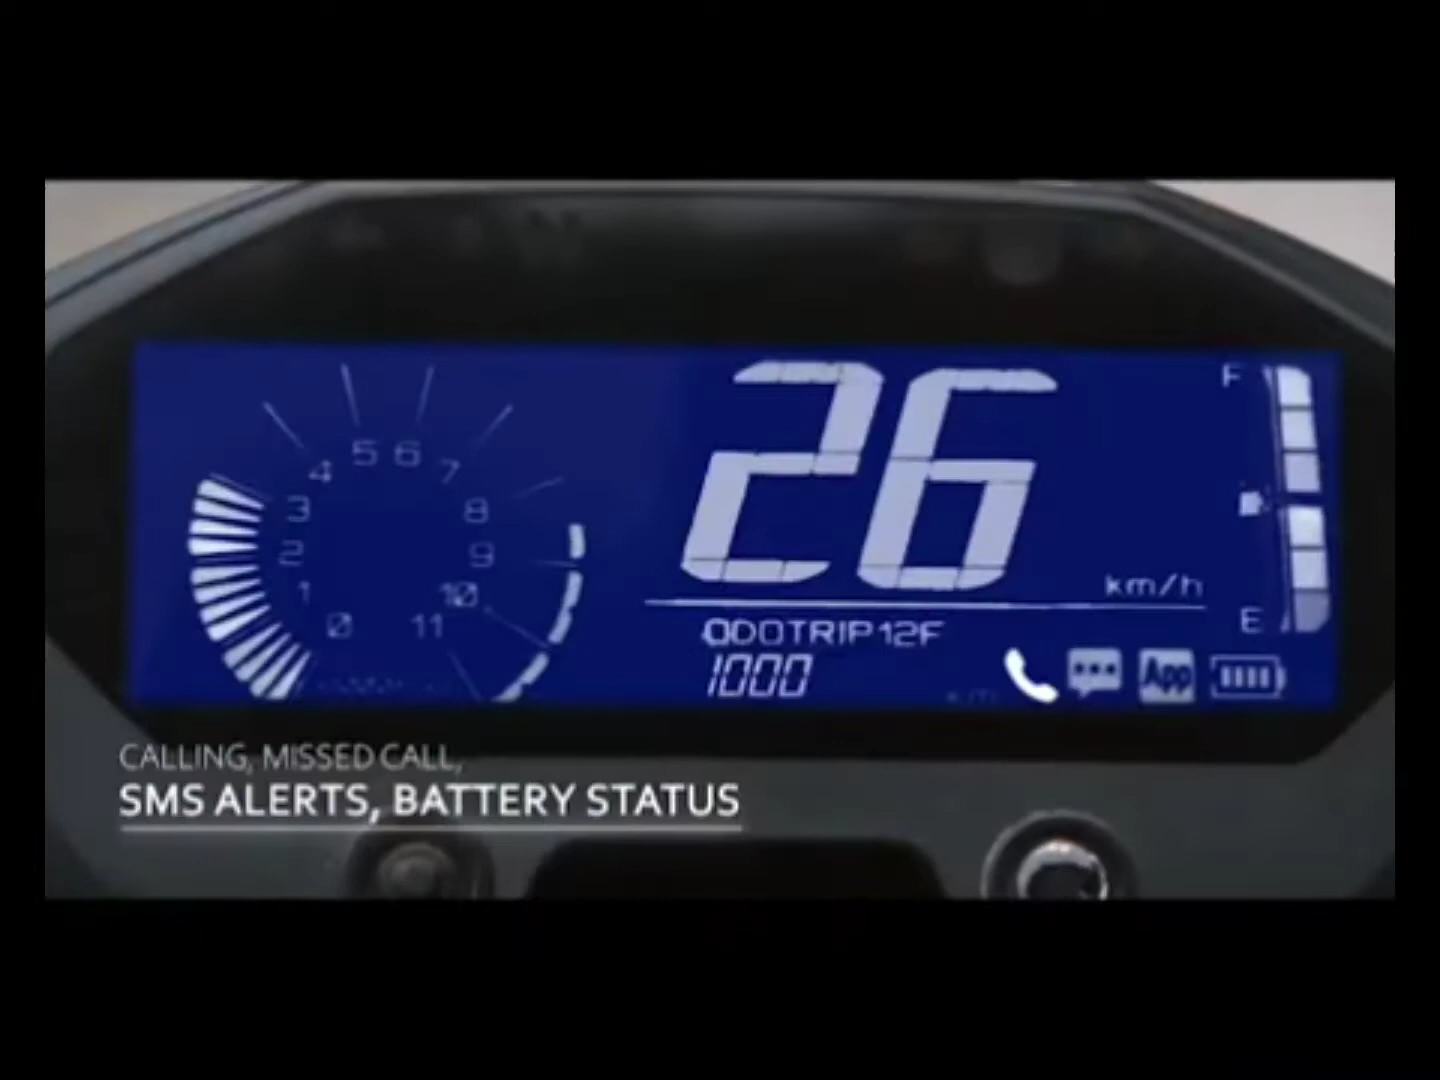 5 6
4 7
3 8
2 9
1 10
0 11
26
km/h
F
E
ODOTRIP12F
1000
App
CALLING, MISSED CALL,
SMS ALERTS, BATTERY STATUS